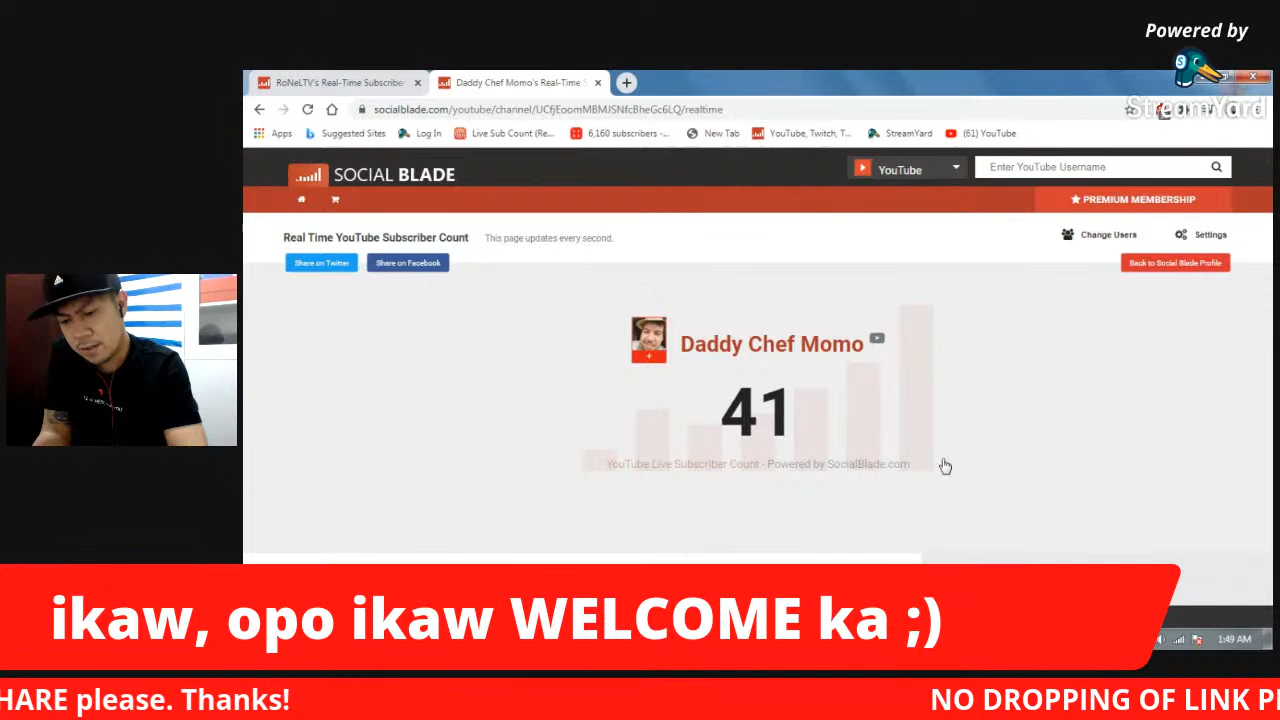 Powered by
StreamYard
RoNeLTV's Real-Time Subscriber
Daddy Chef Momo's Real-Time S
socialblade.com/youtube/channel/UCfjEoomMBMJSNfcBheGc6LQ/realtime
Apps Suggested Sites Log In Live Sub Count (Re... 6,160 subscribers -... New Tab YouTube, Twitch, T... StreamYard (61) YouTube
SOCIAL BLADE YouTube Enter YouTube Username
PREMIUM MEMBERSHIP
Real Time YouTube Subscriber Count This page updates every second. Change Users Settings
Share on Twitter Share on Facebook Back to Social Blade Profile
Daddy Chef Momo
41
YouTube Live Subscriber Count - Powered by SocialBlade.com
ikaw, opo ikaw WELCOME ka ;)
1:49 AM
HARE please. Thanks! NO DROPPING OF LINK P